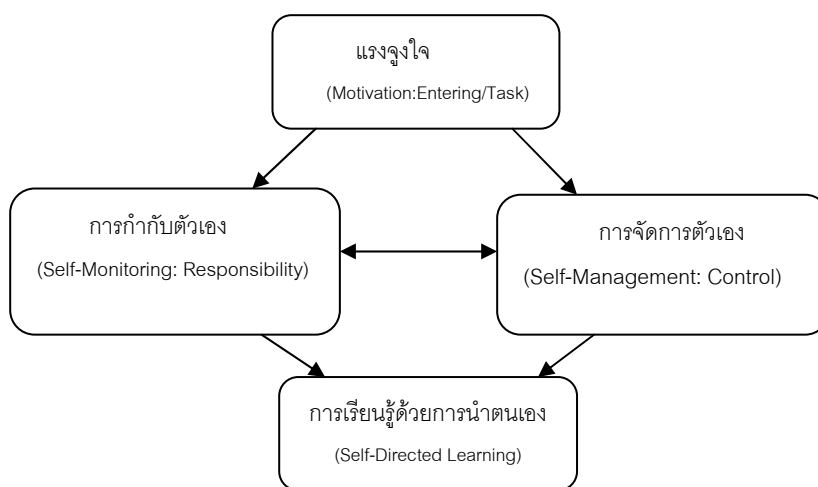 แรงจูงใจ
(Motivation:Entering/Task)
การกำกับตัวเอง
(Self-Monitoring: Responsibility)
การจัดการตัวเอง
(Self-Management: Control)
การเรียนรู้ด้วยการนำตนเอง
(Self-Directed Learning)